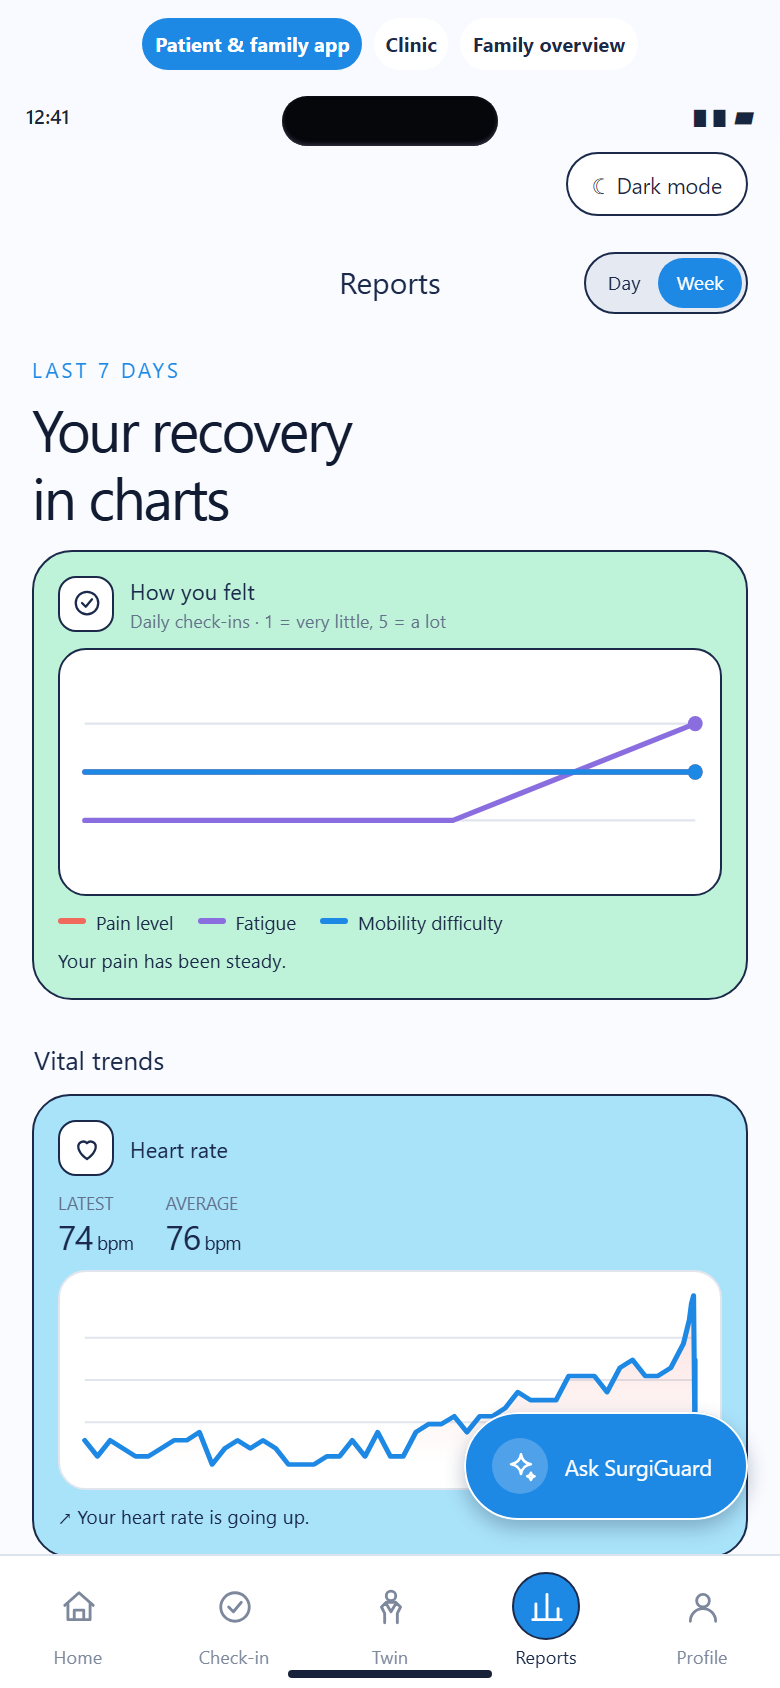 Patient & family app
Clinic
Family overview
12:41
☾ Dark mode
Reports
Day
Week
LAST 7 DAYS
Your recovery
in charts
How you felt
Daily check-ins · 1 = very little, 5 = a lot
Pain level
Fatigue
Mobility difficulty
Your pain has been steady.
Vital trends
Heart rate
LATEST
AVERAGE
74 bpm
76 bpm
Ask SurgiGuard
↗ Your heart rate is going up.
Home
Check-in
Twin
Reports
Profile